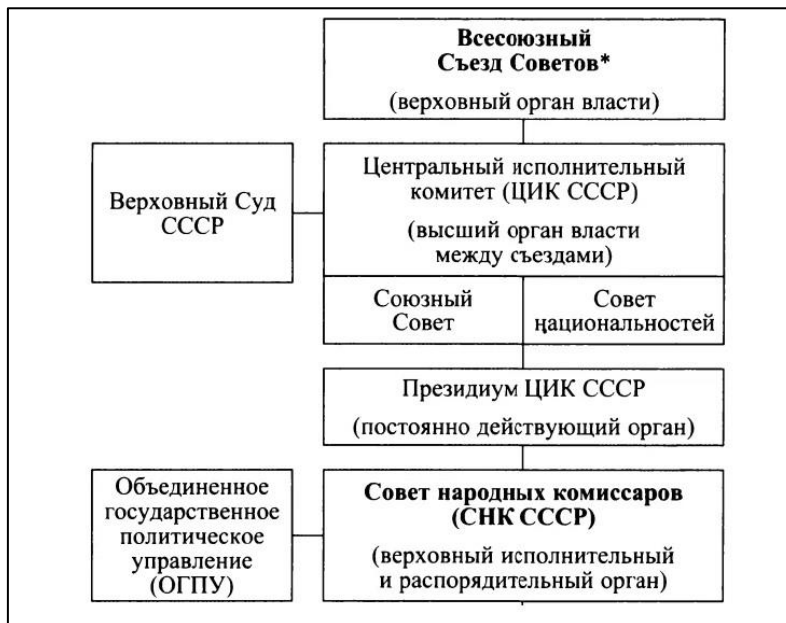 Всесоюзный
Съезд Советов*
(верховный орган власти)
Верховный Суд
СССР
Центральный исполнительный
комитет (ЦИК СССР)
(высший орган власти
между съездами)
Союзный
Совет
Совет
национальностей
Президиум ЦИК СССР
(постоянно действующий орган)
Объединенное
государственное
политическое
управление
(ОГПУ)
Совет народных комиссаров
(СНК СССР)
(верховный исполнительный
и распорядительный орган)